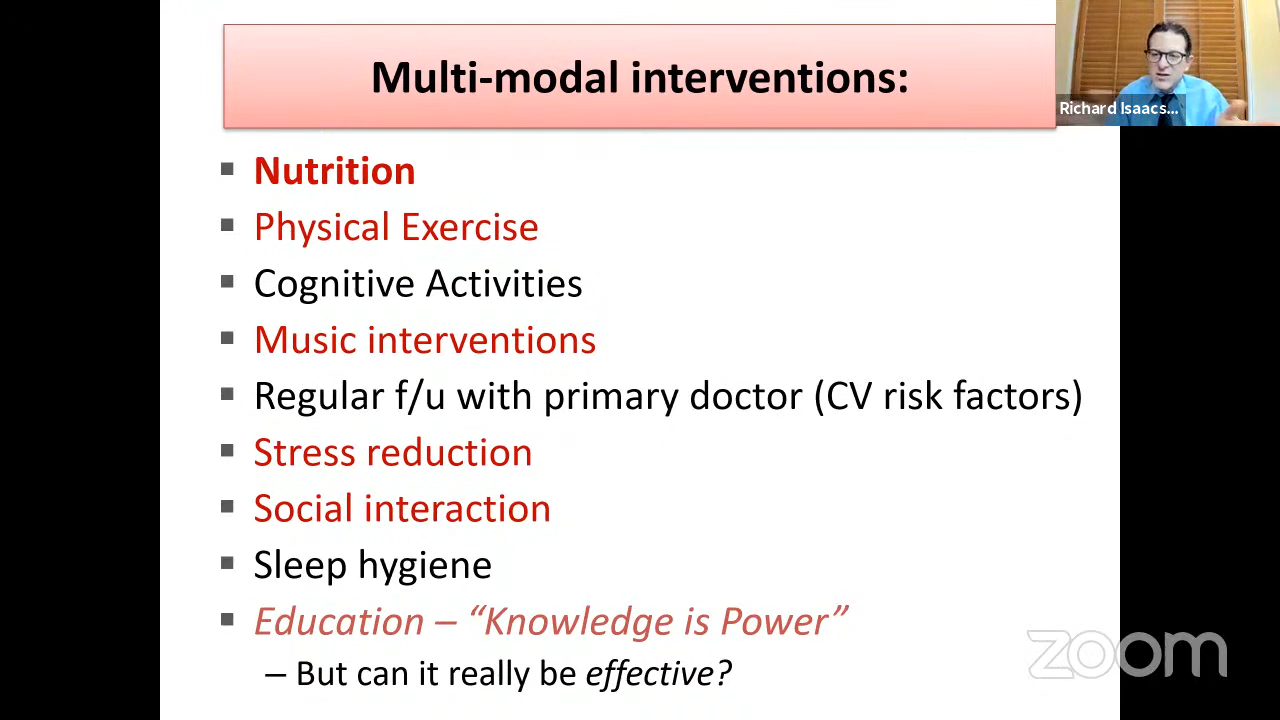 Multi-modal interventions:
Richard Isaacs...
Nutrition
Physical Exercise
Cognitive Activities
Music interventions
Regular f/u with primary doctor (CV risk factors)
Stress reduction
Social interaction
Sleep hygiene
Education – “Knowledge is Power”
– But can it really be effective?
zoom